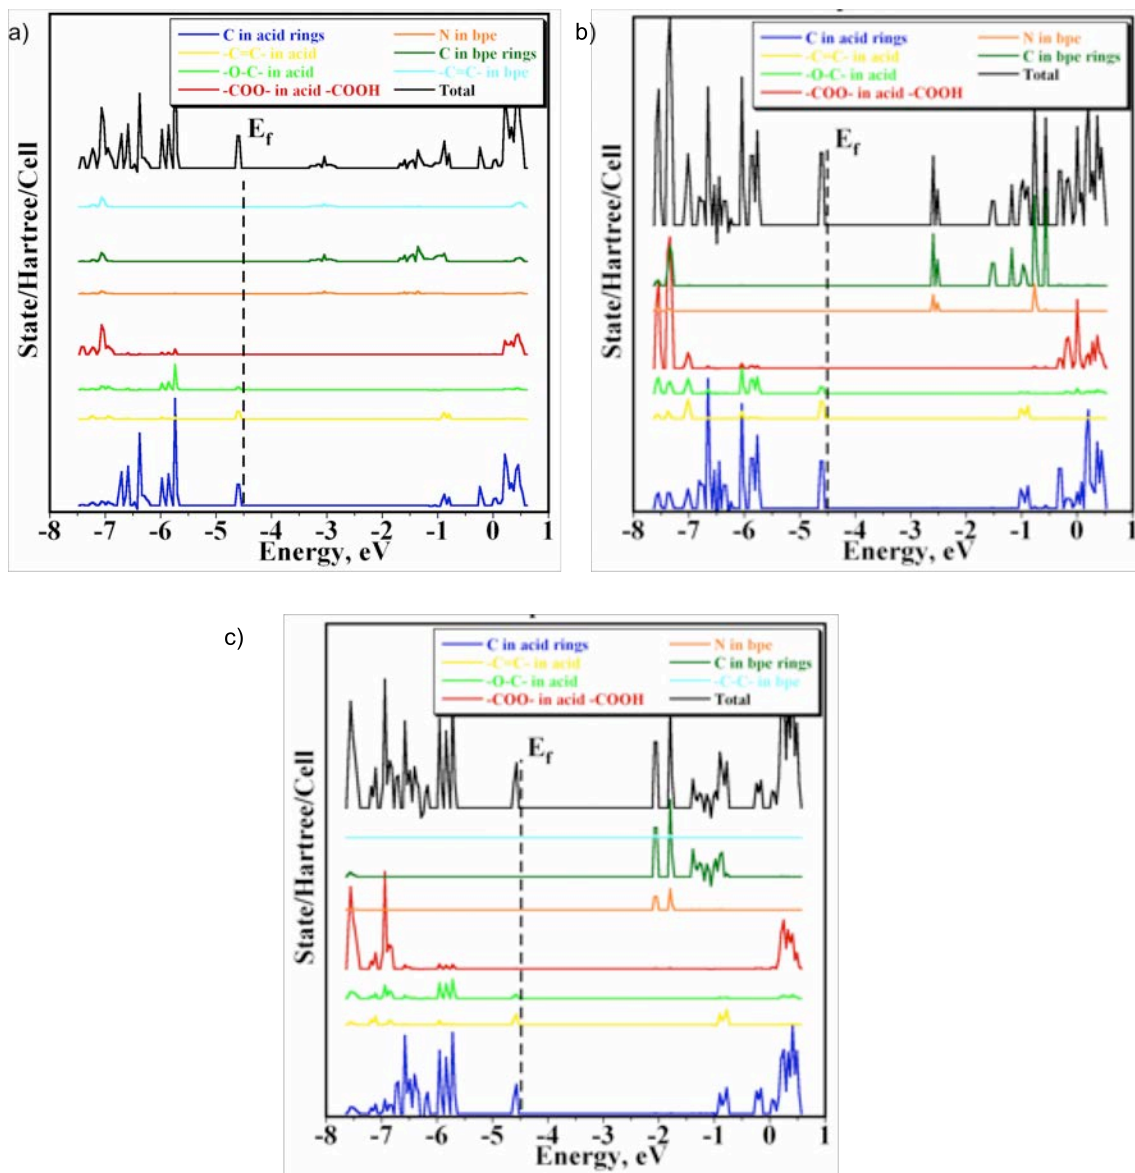 a)
C in acid rings
N in bpe
-C=C- in acid
C in bpe rings
-O-C- in acid
-C=C- in bpe
-COO- in acid -COOH
Total
E_f
State/Hartree/Cell
-8 -7 -6 -5 -4 -3 -2 -1 0 1
Energy, eV
b)
C in acid rings
N in bpe
-C=C- in acid
C in bpe rings
-O-C- in acid
Total
-COO- in acid -COOH
E_f
State/Hartree/Cell
-8 -7 -6 -5 -4 -3 -2 -1 0 1
Energy, eV
c)
C in acid rings
N in bpe
-C=C- in acid
C in bpe rings
-O-C- in acid
-C-C- in bpe
-COO- in acid -COOH
Total
E_f
State/Hartree/Cell
-8 -7 -6 -5 -4 -3 -2 -1 0 1
Energy, eV